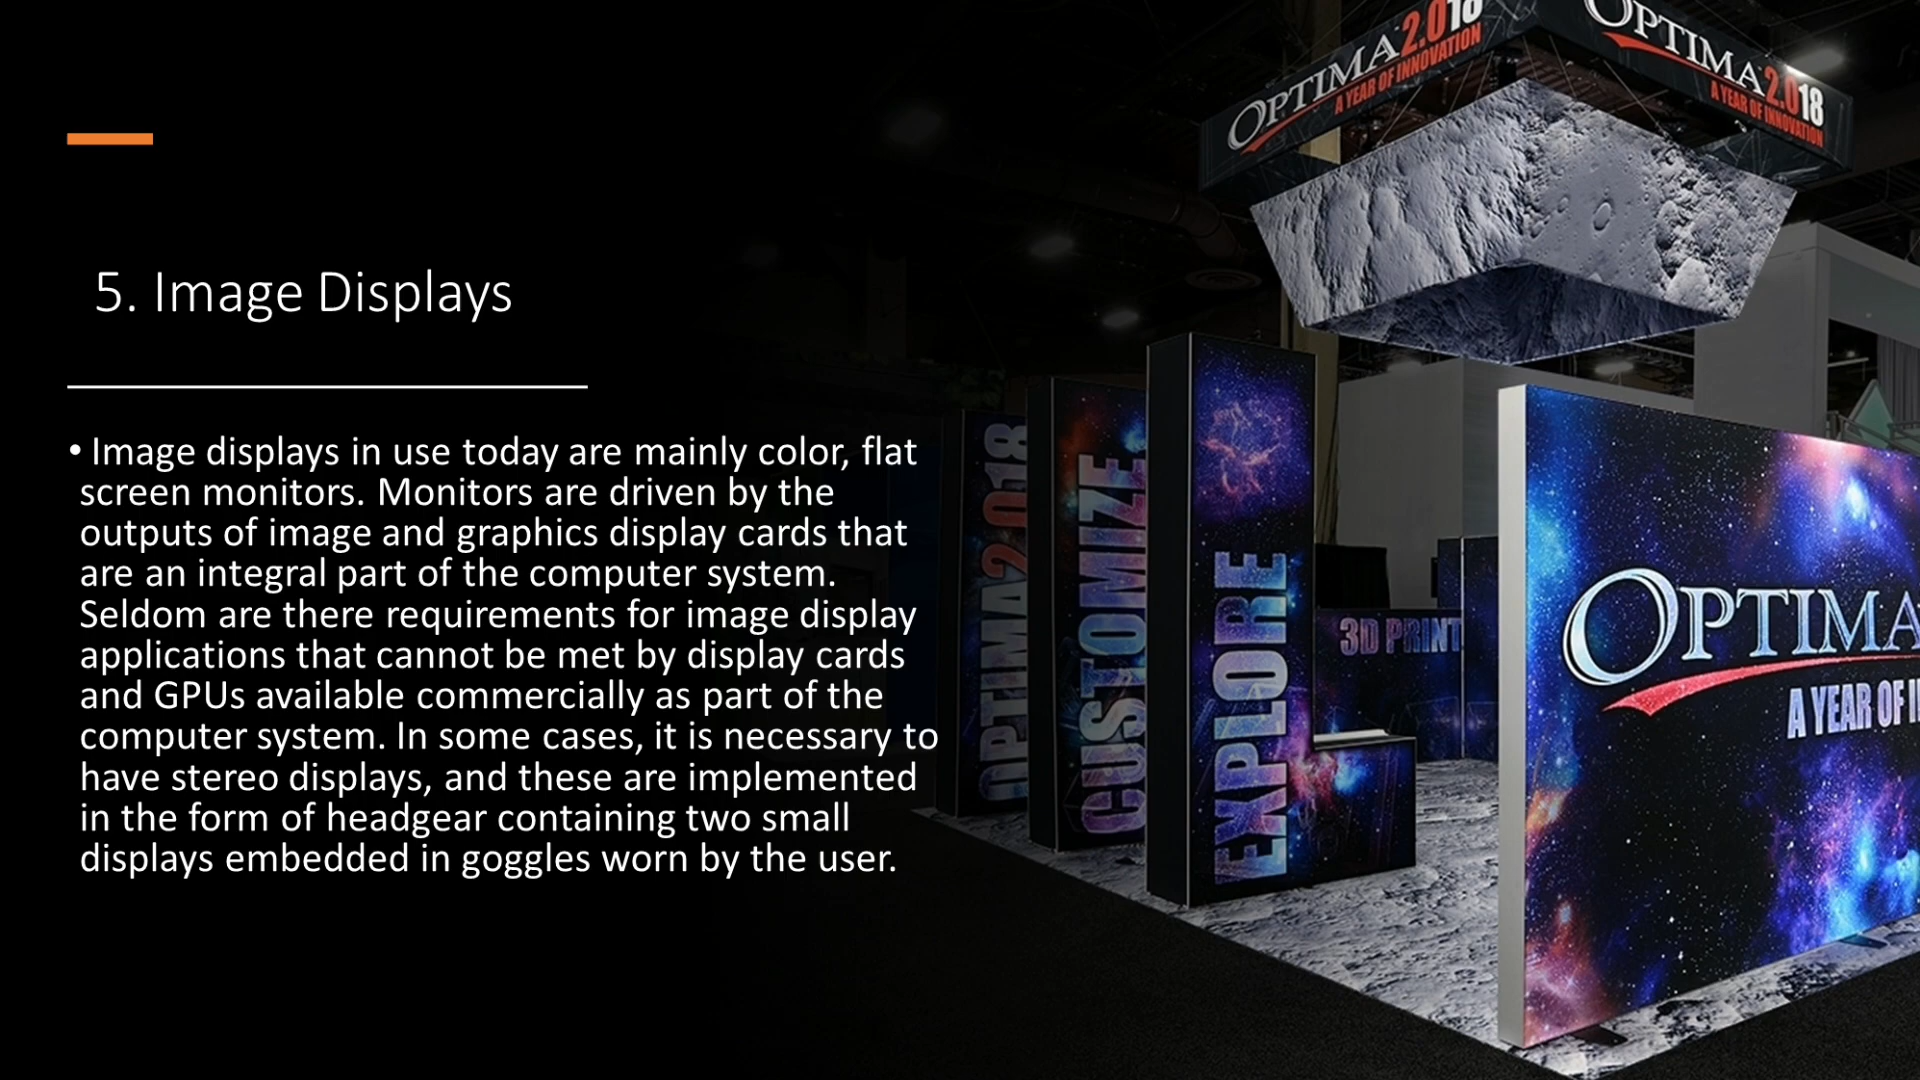 5. Image Displays
• Image displays in use today are mainly color, flat
screen monitors. Monitors are driven by the
outputs of image and graphics display cards that
are an integral part of the computer system.
Seldom are there requirements for image display
applications that cannot be met by display cards
and GPUs available commercially as part of the
computer system. In some cases, it is necessary to
have stereo displays, and these are implemented
in the form of headgear containing two small
displays embedded in goggles worn by the user.
OPTIMA 2.018
A YEAR OF INNOVATION
OPTIMA 2.018
A YEAR OF INNOVATION
OPTIMA2.018
CUSTOMIZE
EXPLORE
3D PRINT
OPTIMA
A YEAR OF